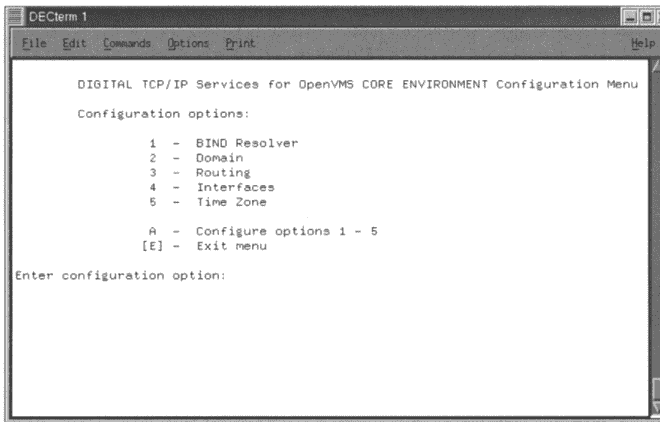 DECterm 1
File Edit Commands Options Print Help
DIGITAL TCP/IP Services for OpenVMS CORE ENVIRONMENT Configuration Menu
Configuration options:
1 - BIND Resolver
2 - Domain
3 - Routing
4 - Interfaces
5 - Time Zone
A - Configure options 1 - 5
[E] - Exit menu
Enter configuration option: